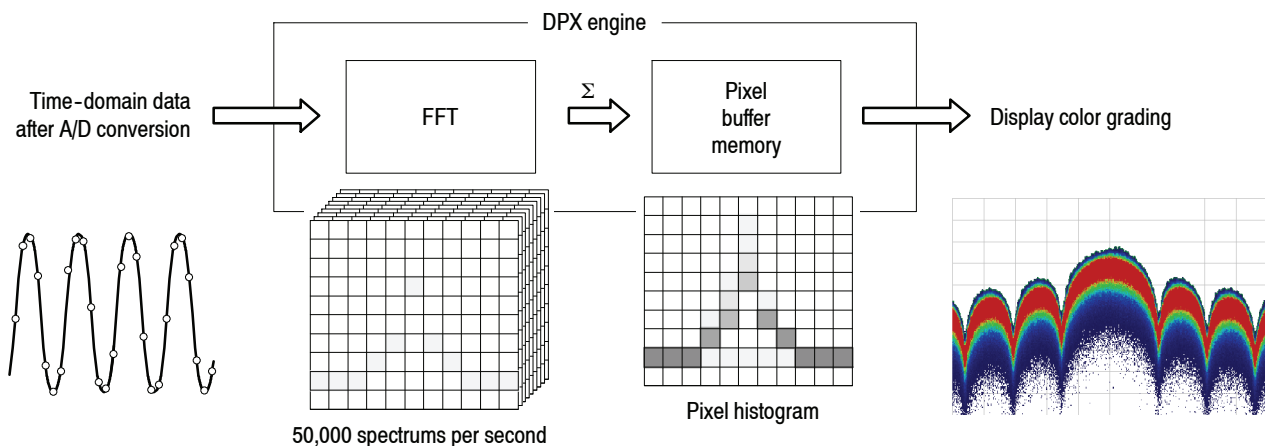 DPX engine
Time-domain data
after A/D conversion
FFT
Σ
Pixel
buffer
memory
Display color grading
Pixel histogram
50,000 spectrums per second